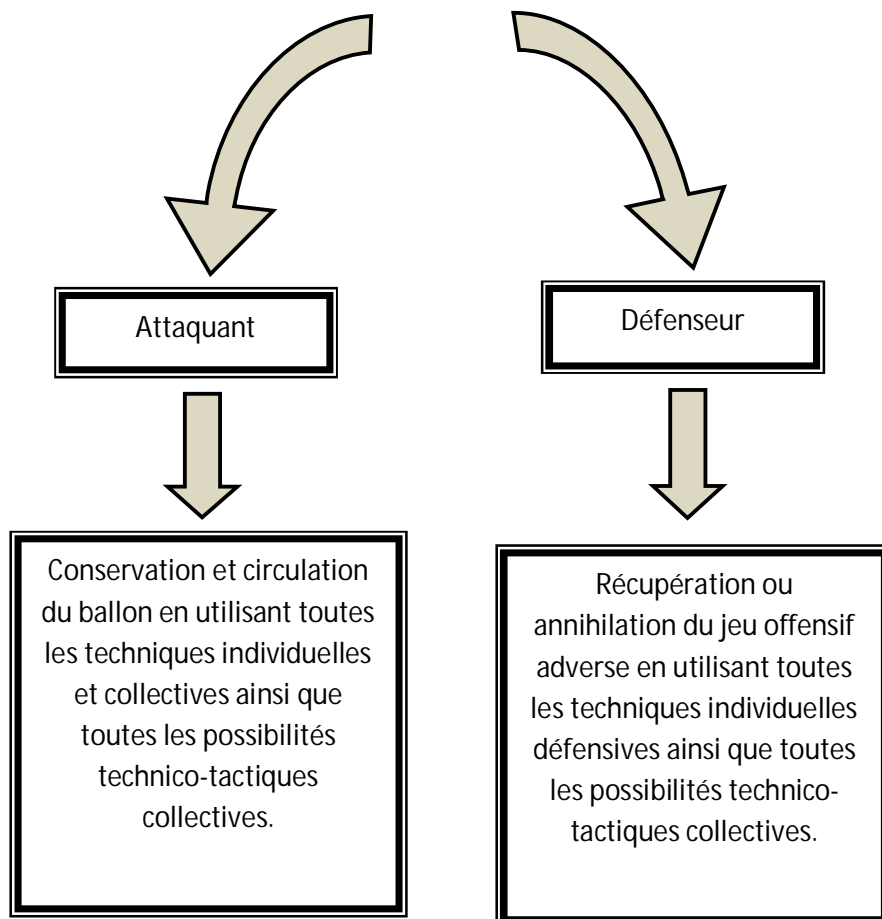 Attaquant
Défenseur
Conservation et circulation
du ballon en utilisant toutes
les techniques individuelles
et collectives ainsi que
toutes les possibilités
technico-tactiques
collectives.
Récupération ou
annihilation du jeu offensif
adverse en utilisant toutes
les techniques individuelles
défensives ainsi que toutes
les possibilités technico-
tactiques collectives.